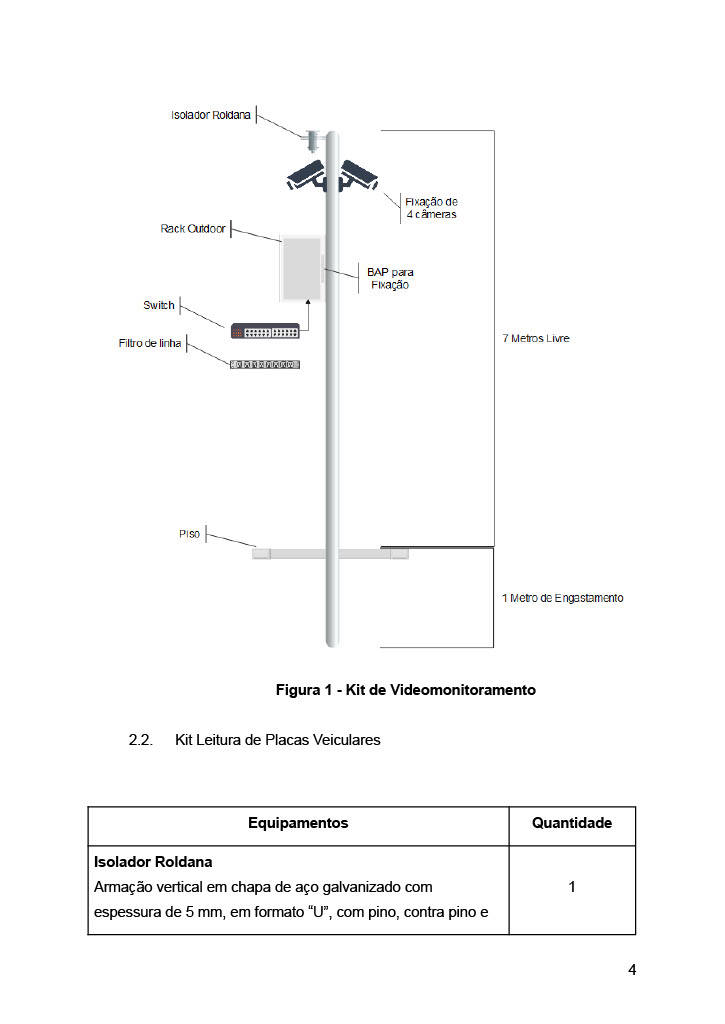 Isolador Roldana
Fixação de
4 câmeras
Rack Outdoor
BAP para
Fixação
Switch
Filtro de linha
7 Metros Livre
Piso
1 Metro de Engastamento
Figura 1 - Kit de Videomonitoramento
2.2. Kit Leitura de Placas Veiculares
Equipamentos Quantidade
Isolador Roldana
Armação vertical em chapa de aço galvanizado com 1
espessura de 5 mm, em formato “U”, com pino, contra pino e
4